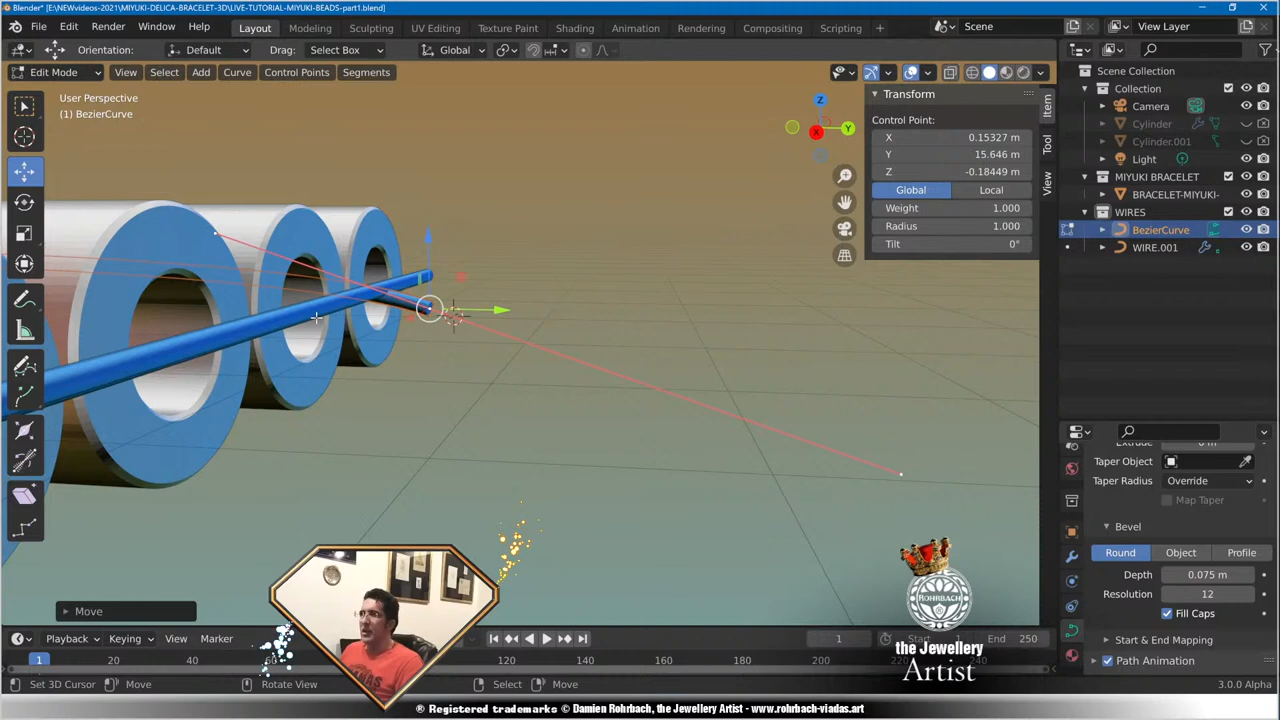 Blender* [E:\NEWvideos-2021\MIYUKI-DELICA-BRACELET-3D\LIVE-TUTORIAL-MIYUKI-BEADS-part1.blend]
File Edit Render Window Help Layout Modeling Sculpting UV Editing Texture Paint Shading Animation Rendering Compositing Scripting + Scene View Layer
Orientation: Default Drag: Select Box Global
Edit Mode View Select Add Curve Control Points Segments
User Perspective
(1) BezierCurve
Z
Y
X
Transform
Control Point:
X 0.15327 m
Y 15.646 m
Z -0.18449 m
Global Local
Weight 1.000
Radius 1.000
Tilt 0°
Item
Tool
View
Scene Collection
Collection
Camera
Cylinder
Cylinder.001
Light
MIYUKI BRACELET
BRACELET-MIYUKI-
WIRES
BezierCurve
WIRE.001
Extrude 0 m
Taper Object
Taper Radius Override
Map Taper
Bevel
Round Object Profile
Depth 0.075 m
Resolution 12
Fill Caps
Start & End Mapping
Path Animation
Move
ROHRBACH
the Jewellery
Artist
Playback Keying View Marker 1 Start 1 End 250
1 20 40 60 120 140 160 180 200 220 240
Set 3D Cursor Move Rotate View Select Move 3.0.0 Alpha
® Registered trademarks © Damien Rohrbach, the Jewellery Artist - www.rohrbach-viadas.art